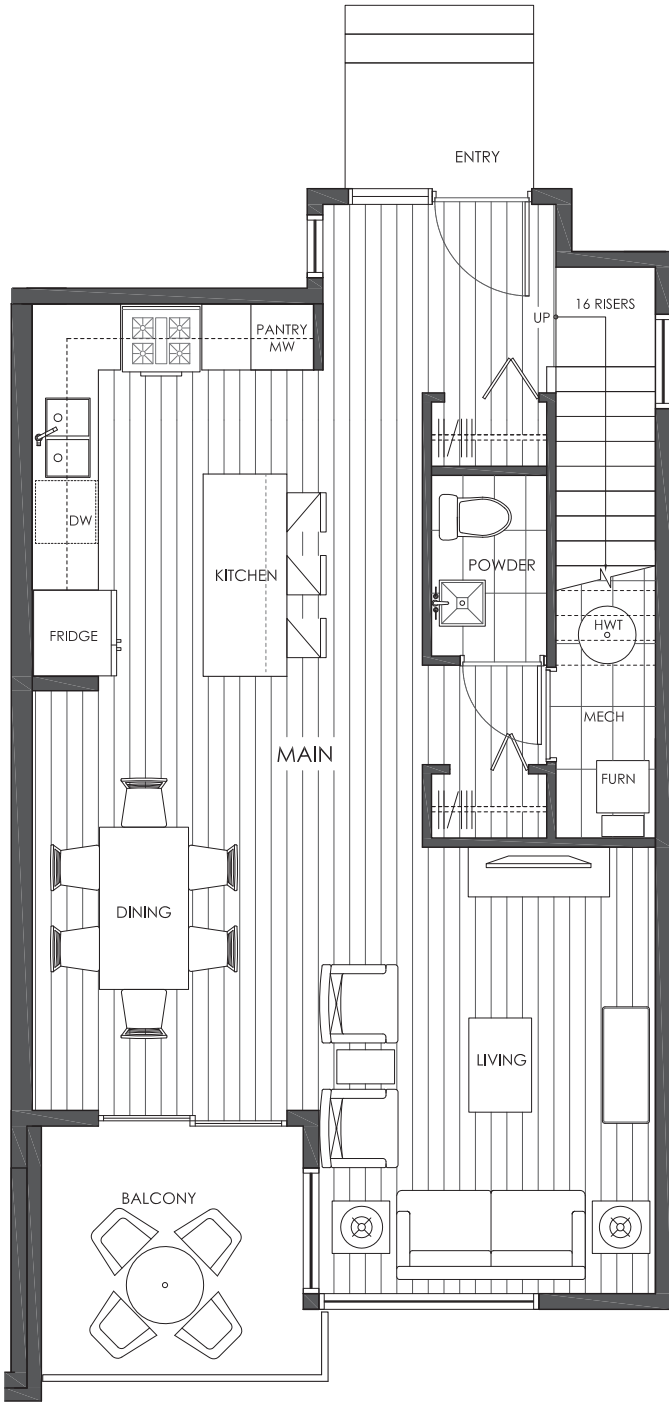 ENTRY
16 RISERS
UP
PANTRY
MW
DW
KITCHEN
POWDER
FRIDGE
HWT
MECH
MAIN
FURN
DINING
LIVING
BALCONY